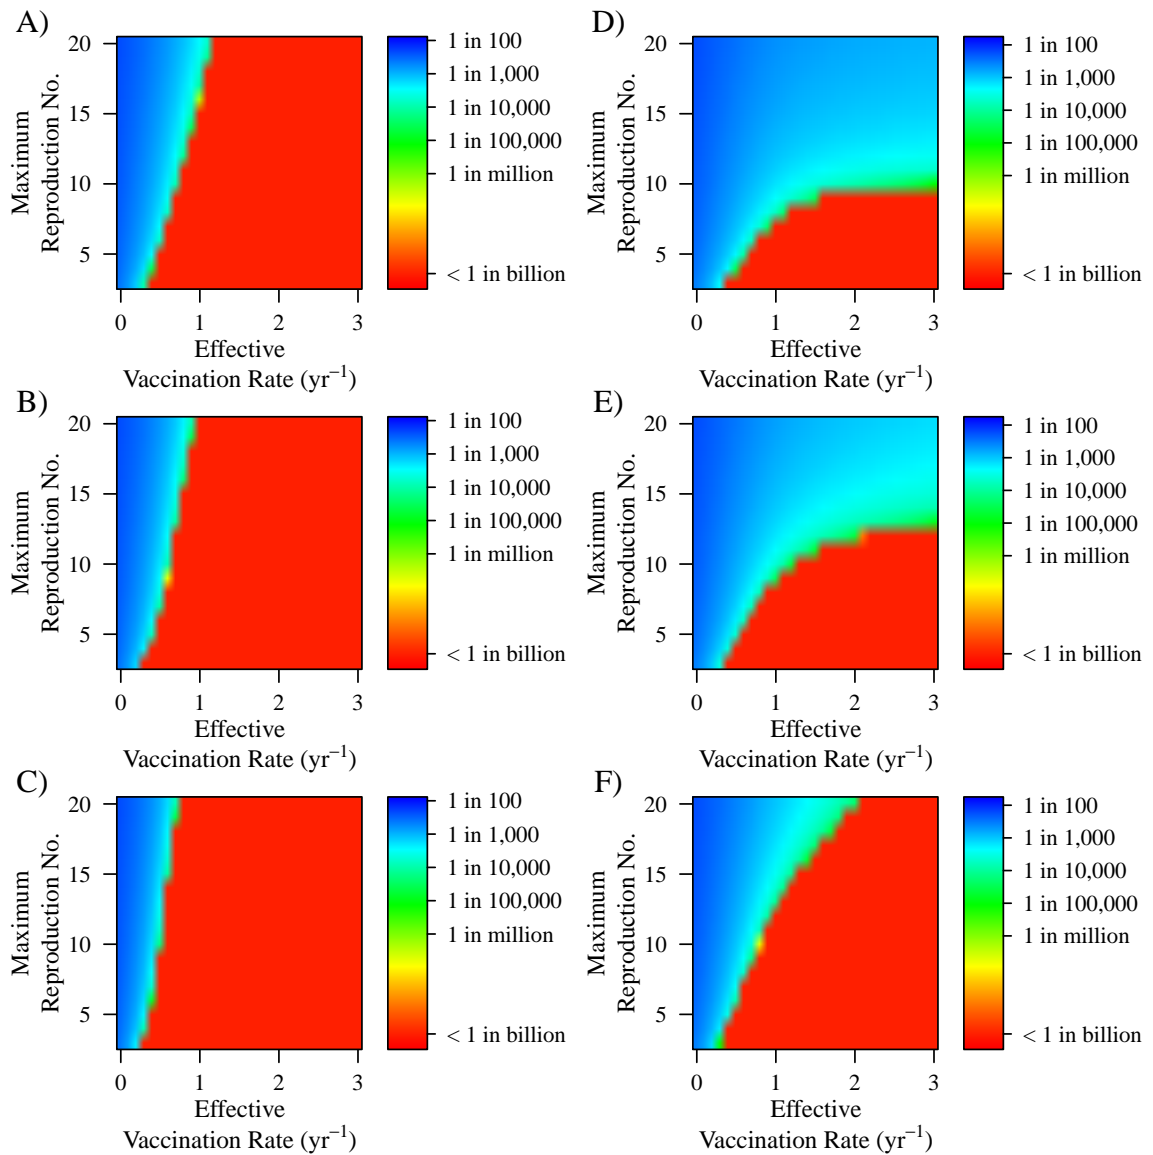 A)
20
15
10
5
Maximum
Reproduction No.
0 1 2 3
Effective
Vaccination Rate (yr−1)
1 in 100
1 in 1,000
1 in 10,000
1 in 100,000
1 in million
< 1 in billion
D)
20
15
10
5
Maximum
Reproduction No.
0 1 2 3
Effective
Vaccination Rate (yr−1)
1 in 100
1 in 1,000
1 in 10,000
1 in 100,000
1 in million
< 1 in billion
B)
20
15
10
5
Maximum
Reproduction No.
0 1 2 3
Effective
Vaccination Rate (yr−1)
1 in 100
1 in 1,000
1 in 10,000
1 in 100,000
1 in million
< 1 in billion
E)
20
15
10
5
Maximum
Reproduction No.
0 1 2 3
Effective
Vaccination Rate (yr−1)
1 in 100
1 in 1,000
1 in 10,000
1 in 100,000
1 in million
< 1 in billion
C)
20
15
10
5
Maximum
Reproduction No.
0 1 2 3
Effective
Vaccination Rate (yr−1)
1 in 100
1 in 1,000
1 in 10,000
1 in 100,000
1 in million
< 1 in billion
F)
20
15
10
5
Maximum
Reproduction No.
0 1 2 3
Effective
Vaccination Rate (yr−1)
1 in 100
1 in 1,000
1 in 10,000
1 in 100,000
1 in million
< 1 in billion